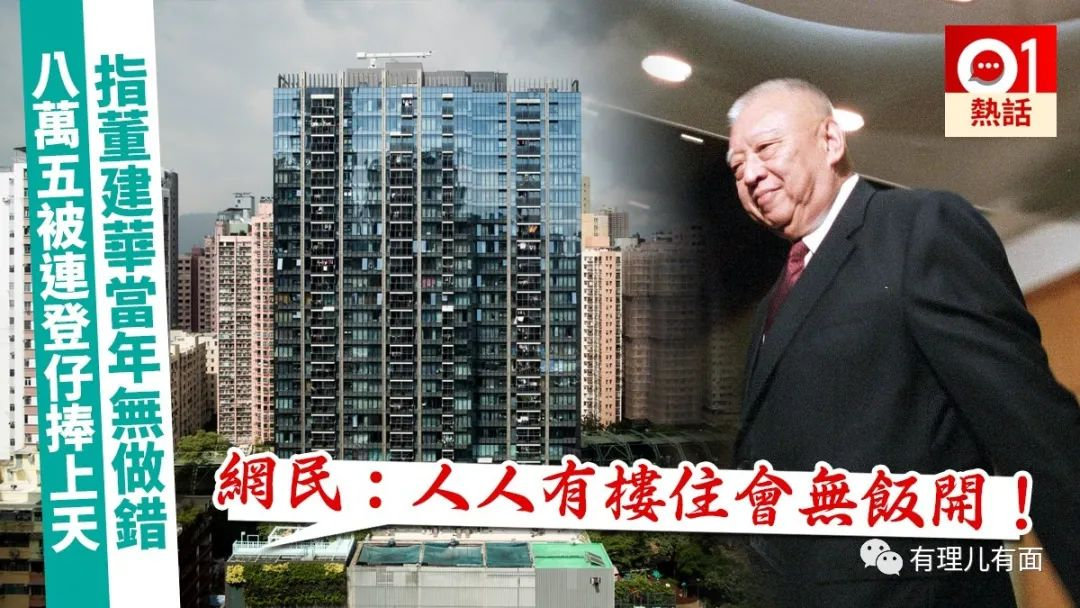 八萬五被連登仔捧上天
指董建華當年無做錯
01
熱話
網民：人人有樓住會無飯開！
有理儿有面